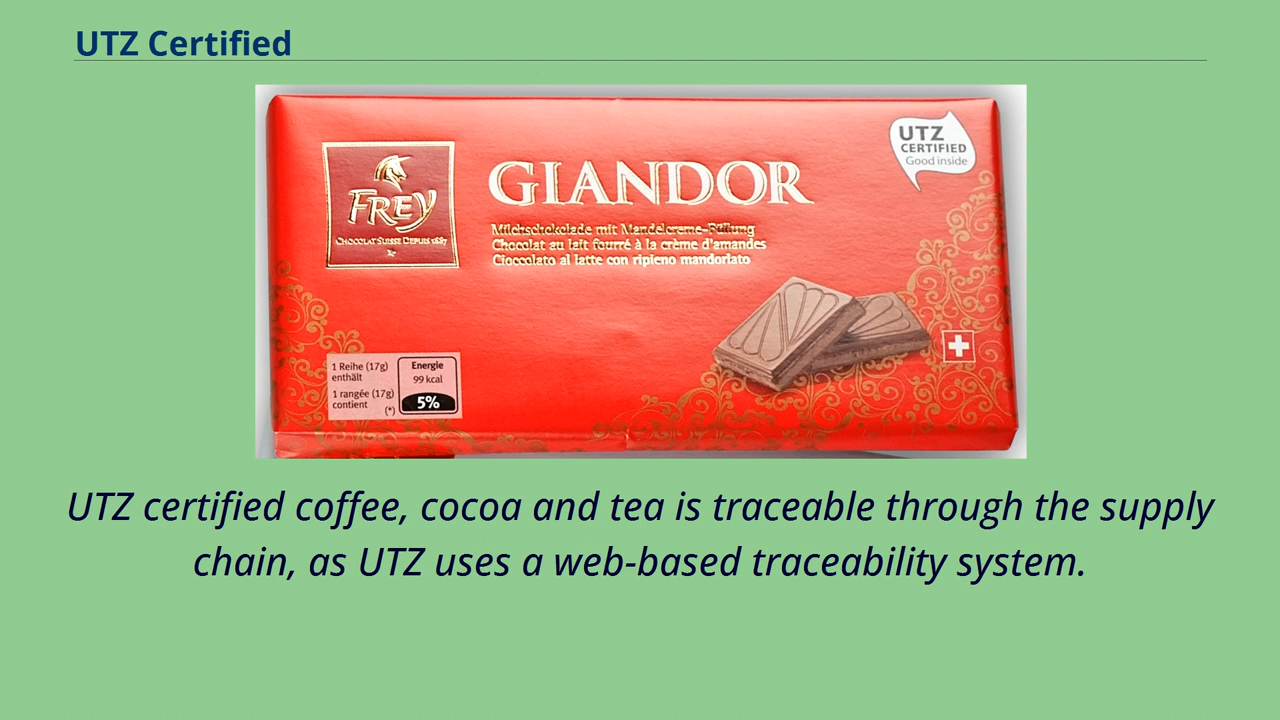 UTZ Certified
UTZ
CERTIFIED
Good inside
FREY
CHOCOLAT SUISSE DEPUIS 1887
GIANDOR
Milchschokolade mit Mandelcreme-Füllung
Chocolat au lait fourré à la crème d'amandes
Cioccolato al latte con ripieno mandorlato
1 Reihe (17g)
enthält
1 rangée (17g)
contient
(*)
Energie
99 kcal
5%
UTZ certified coffee, cocoa and tea is traceable through the supply
chain, as UTZ uses a web-based traceability system.